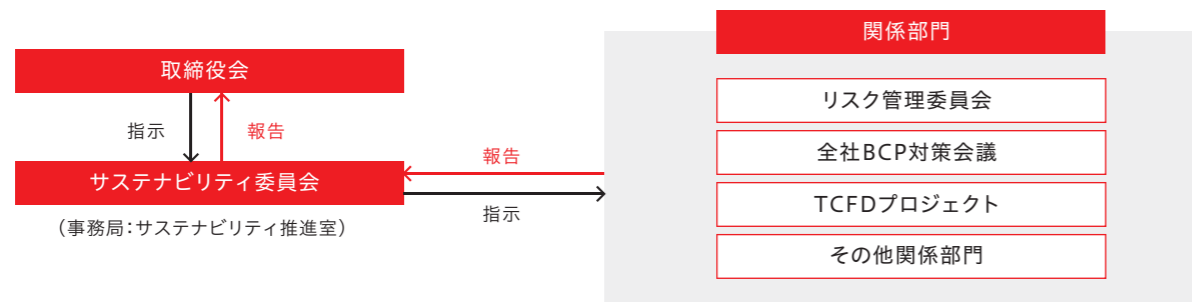 取締役会
指示
報告
サステナビリティ委員会
（事務局：サステナビリティ推進室）
報告
指示
関係部門
リスク管理委員会
全社BCP対策会議
TCFDプロジェクト
その他関係部門